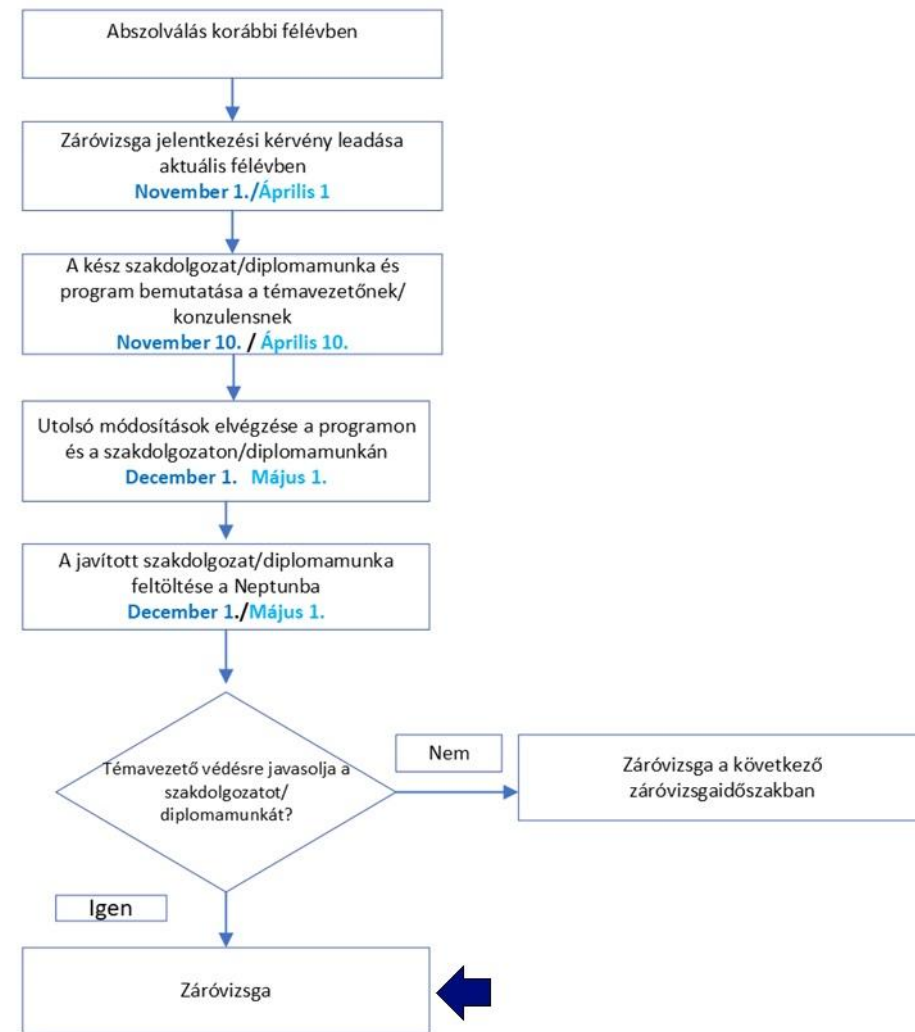 Abszolválás korábbi félévben
Záróvizsga jelentkezési kérvény leadása
aktuális félévben
November 1./Április 1
A kész szakdolgozat/diplomamunka és
program bemutatása a témavezetőnek/
konzulensnek
November 10. / Április 10.
Utolsó módosítások elvégzése a programon
és a szakdolgozaton/diplomamunkán
December 1. Május 1.
A javított szakdolgozat/diplomamunka
feltöltése a Neptunba
December 1./Május 1.
Témavezető védésre javasolja a
szakdolgozatot/
diplomamunkát?
Nem
Záróvizsga a következő
záróvizsgaidőszakban
Igen
Záróvizsga